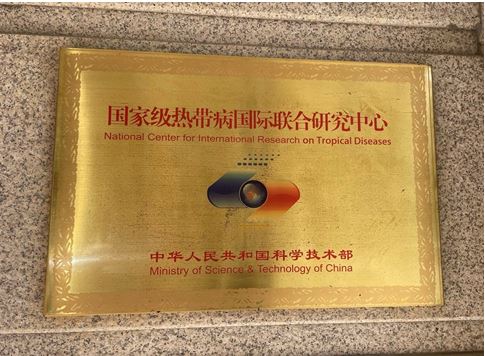 国家级热带病国际联合研究中心
National Center for International Research on Tropical Diseases
中华人民共和国科学技术部
Ministry of Science & Technology of China